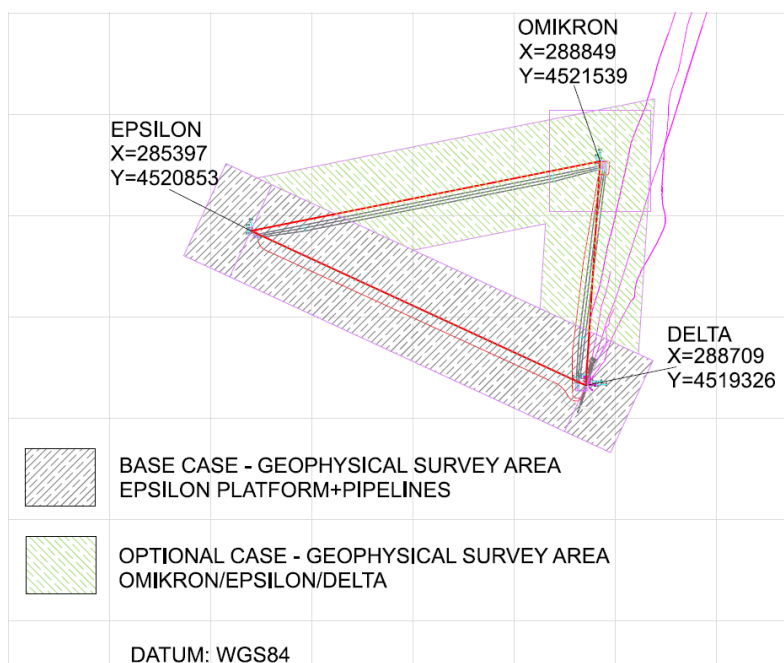 OMIKRON
X=288849
Y=4521539
EPSILON
X=285397
Y=4520853
DELTA
X=288709
Y=4519326
BASE CASE - GEOPHYSICAL SURVEY AREA
EPSILON PLATFORM+PIPELINES
OPTIONAL CASE - GEOPHYSICAL SURVEY AREA
OMIKRON/EPSILON/DELTA
DATUM: WGS84